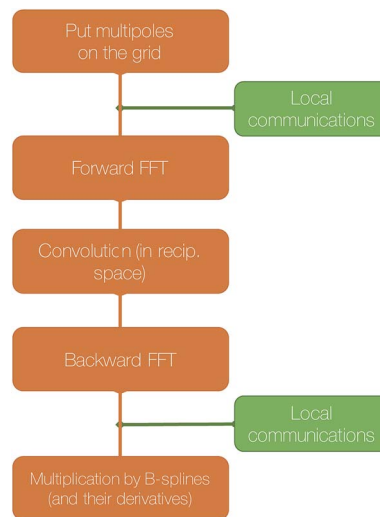 Put multipoles
on the grid
Local
communications
Forward FFT
Convolution (in recip.
space)
Backward FFT
Local
communications
Multiplication by B-splines
(and their derivatives)